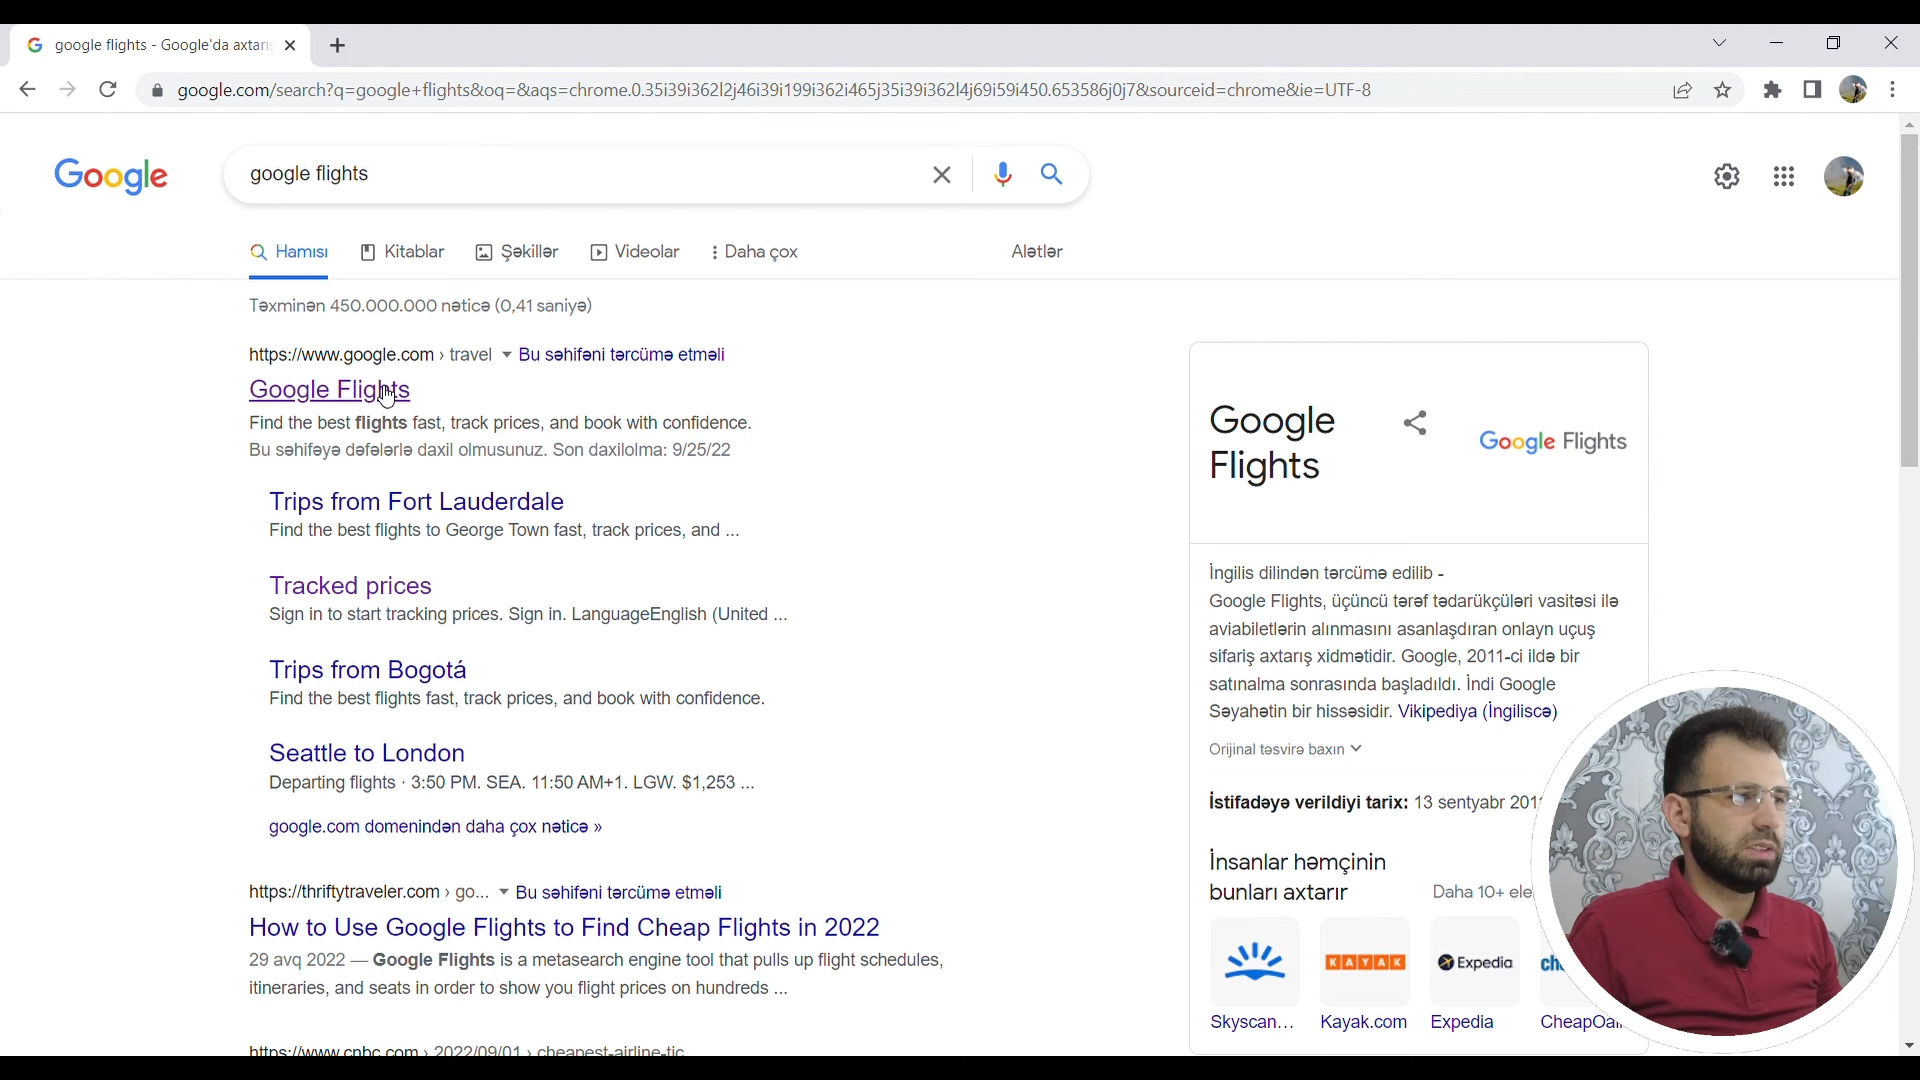 google flights - Google'da axtarış
google.com/search?q=google+flights&oq=&aqs=chrome.0.35i39i362l2j46i39i199i362i465j35i39i362l4j69i59i450.653586j0j7&sourceid=chrome&ie=UTF-8
Google
google flights
Hamısı
Kitablar
Şəkillər
Videolar
Daha çox
Alətlər
Təxminən 450.000.000 nəticə (0,41 saniyə)
https://www.google.com › travel Bu səhifəni tərcümə etməli
Google Flights
Find the best flights fast, track prices, and book with confidence.
Bu səhifəyə dəfələrlə daxil olmusunuz. Son daxilolma: 9/25/22
Trips from Fort Lauderdale
Find the best flights to George Town fast, track prices, and ...
Tracked prices
Sign in to start tracking prices. Sign in. LanguageEnglish (United ...
Trips from Bogotá
Find the best flights fast, track prices, and book with confidence.
Seattle to London
Departing flights · 3:50 PM. SEA. 11:50 AM+1. LGW. $1,253 ...
google.com domenindən daha çox nəticə »
https://thriftytraveler.com › go... Bu səhifəni tərcümə etməli
How to Use Google Flights to Find Cheap Flights in 2022
29 avq 2022 — Google Flights is a metasearch engine tool that pulls up flight schedules,
itineraries, and seats in order to show you flight prices on hundreds ...
https://www.cnbc.com › 2022/09/01 › cheapest-airline-tic
Google
Flights
Google Flights
İngilis dilindən tərcümə edilib -
Google Flights, üçüncü tərəf tədarükçüləri vasitəsi ilə
aviabiletlərin alınmasını asanlaşdıran onlayn uçuş
sifariş axtarış xidmətidir. Google, 2011-ci ildə bir
satınalma sonrasında başladıldı. İndi Google
Səyahətin bir hissəsidir. Vikipediya (İngiliscə)
Orijinal təsvirə baxın
İstifadəyə verildiyi tarix: 13 sentyabr 201
İnsanlar həmçinin
bunları axtarır
Daha 10+ ele
KAYAK
Expedia
Skyscan...
Kayak.com
Expedia
CheapOai